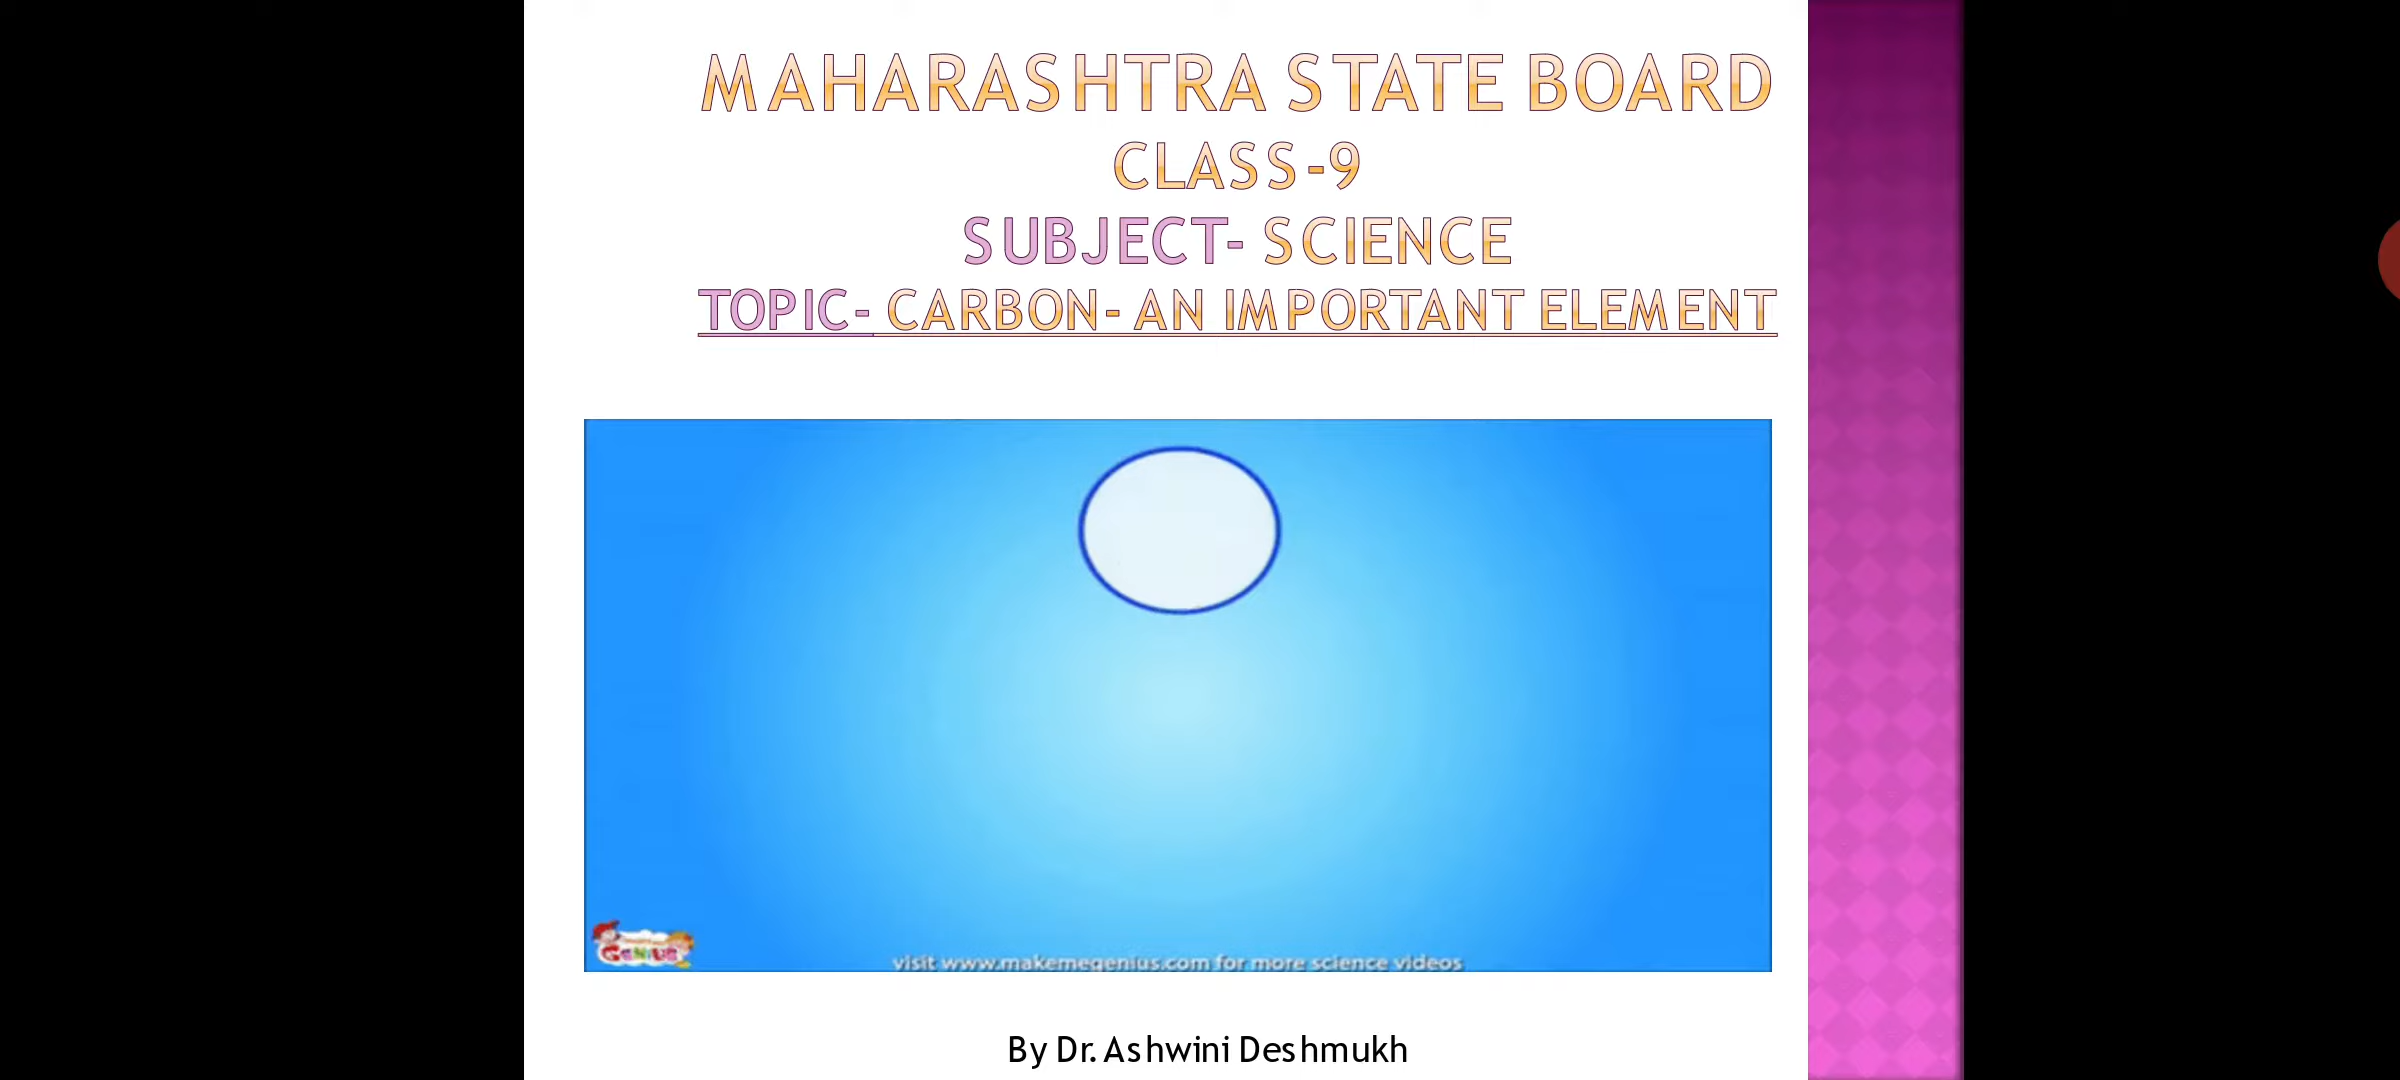 MAHARASHTRA STATE BOARD
CLASS-9
SUBJECT- SCIENCE
TOPIC- CARBON- AN IMPORTANT ELEMENT
GENIUS
visit www.makemegenius.com for more science videos
By Dr. Ashwini Deshmukh